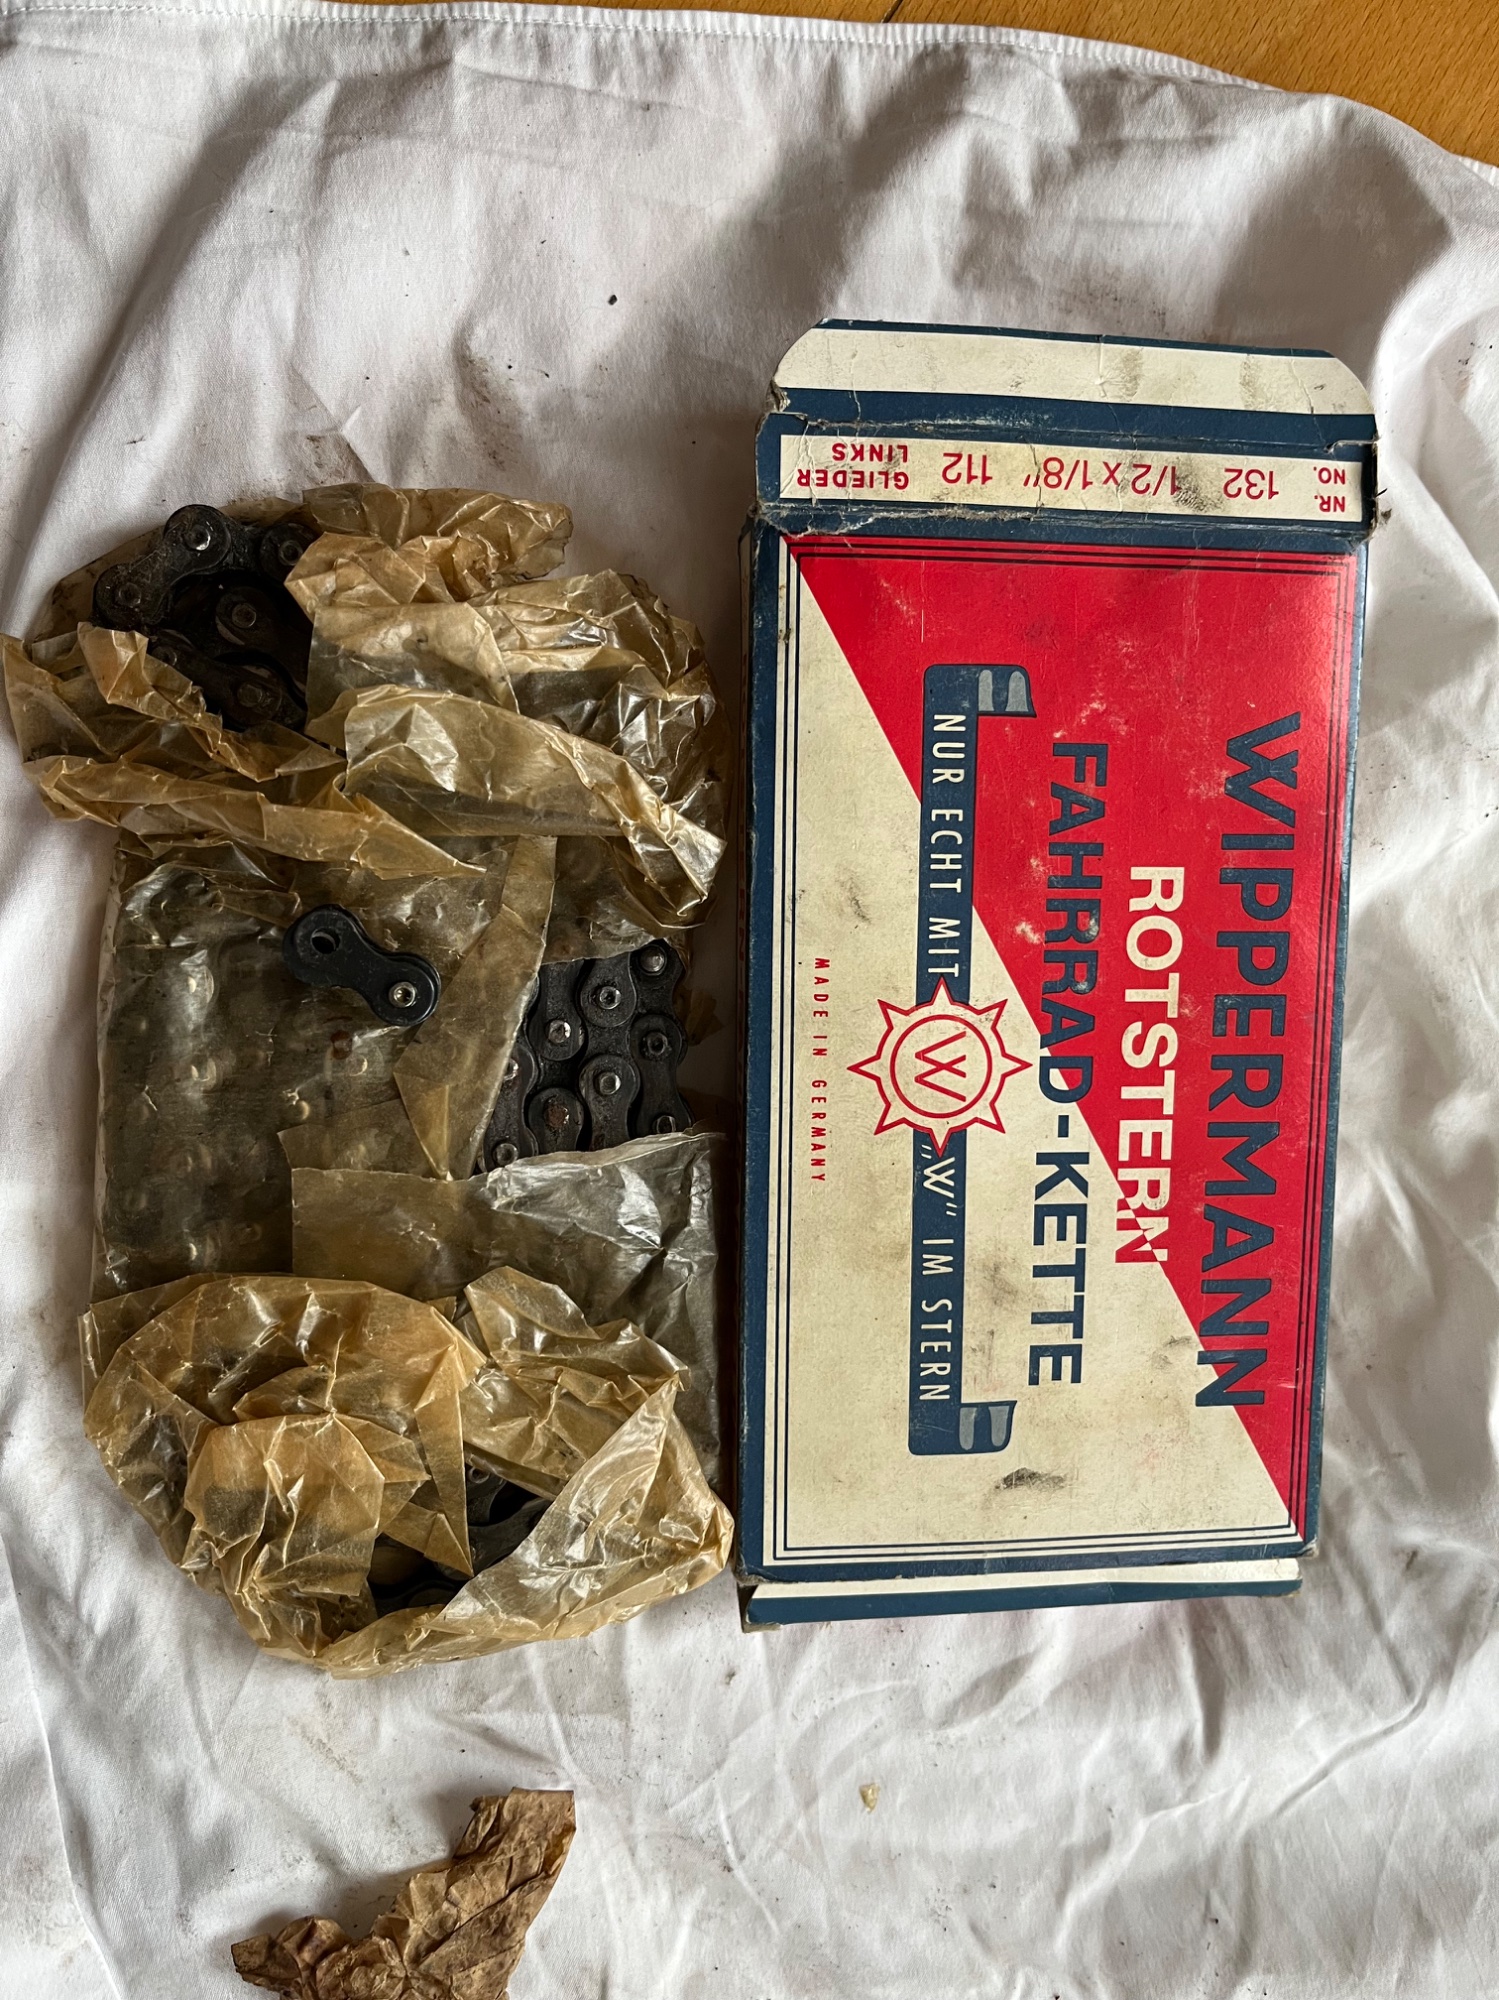 NR. NO. 132 1/2 x 1/8" 112 GLIEDER LINKS
WIPPERMANN
ROTSTERN
FAHRRAD-KETTE
NUR ECHT MIT W „W“ IM STERN
MADE IN GERMANY